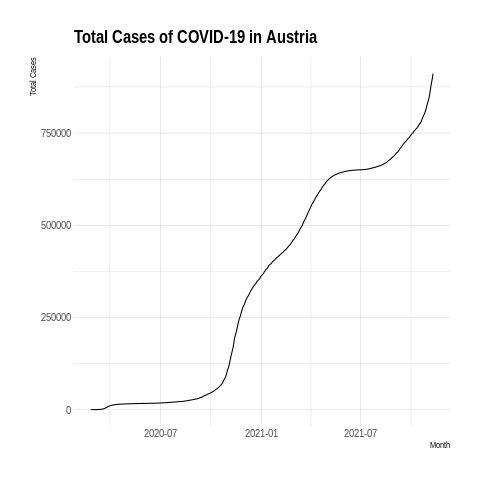 Total Cases of COVID-19 in Austria
Total Cases
750000
500000
250000
0
2020-07 2021-01 2021-07
Month